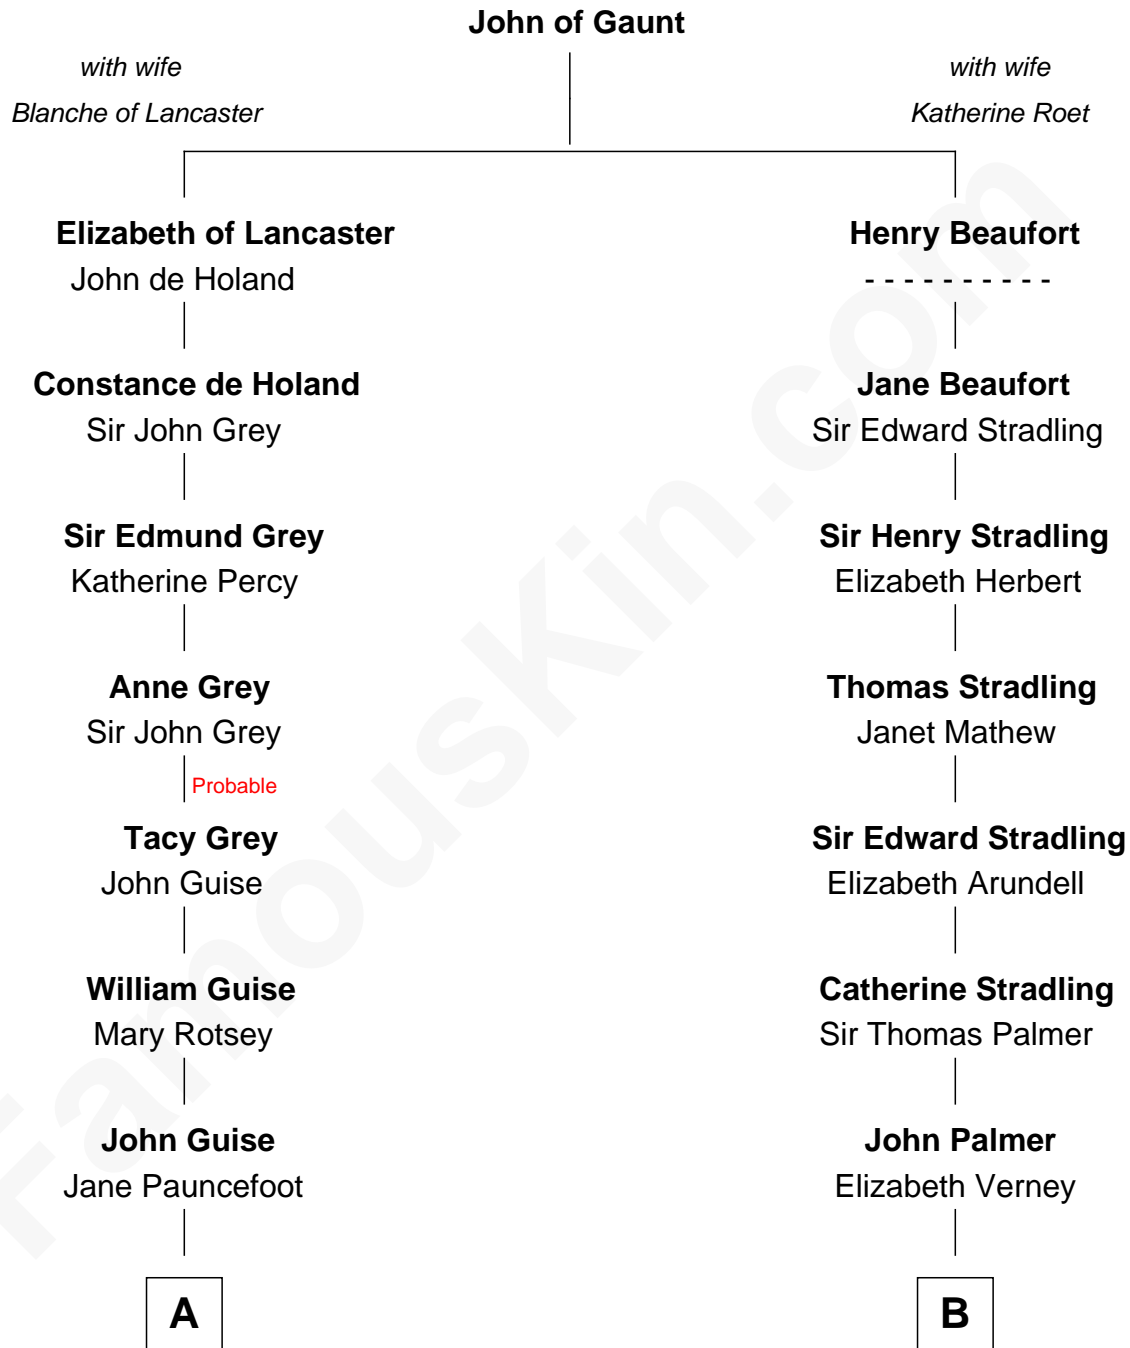 John of Gaunt
with wife
Blanche of Lancaster
with wife
Katherine Roet
Elizabeth of Lancaster
John de Holand
Henry Beaufort
- - - - - - - - - -
Constance de Holand
Sir John Grey
Jane Beaufort
Sir Edward Stradling
Sir Edmund Grey
Katherine Percy
Sir Henry Stradling
Elizabeth Herbert
Anne Grey
Sir John Grey
Thomas Stradling
Janet Mathew
Probable
Tacy Grey
John Guise
Sir Edward Stradling
Elizabeth Arundell
William Guise
Mary Rotsey
Catherine Stradling
Sir Thomas Palmer
John Guise
Jane Pauncefoot
John Palmer
Elizabeth Verney
A
B
FamousKin.com